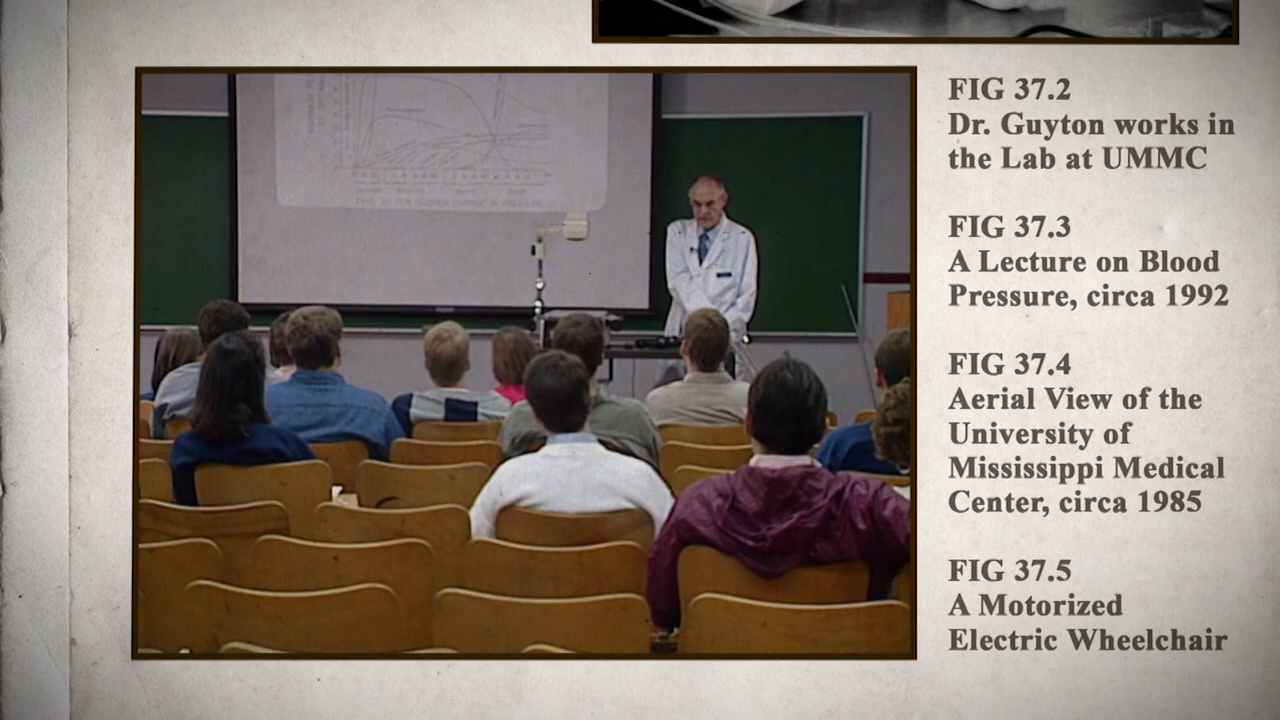 FIG 37.2
Dr. Guyton works in
the Lab at UMMC
FIG 37.3
A Lecture on Blood
Pressure, circa 1992
FIG 37.4
Aerial View of the
University of
Mississippi Medical
Center, circa 1985
FIG 37.5
A Motorized
Electric Wheelchair